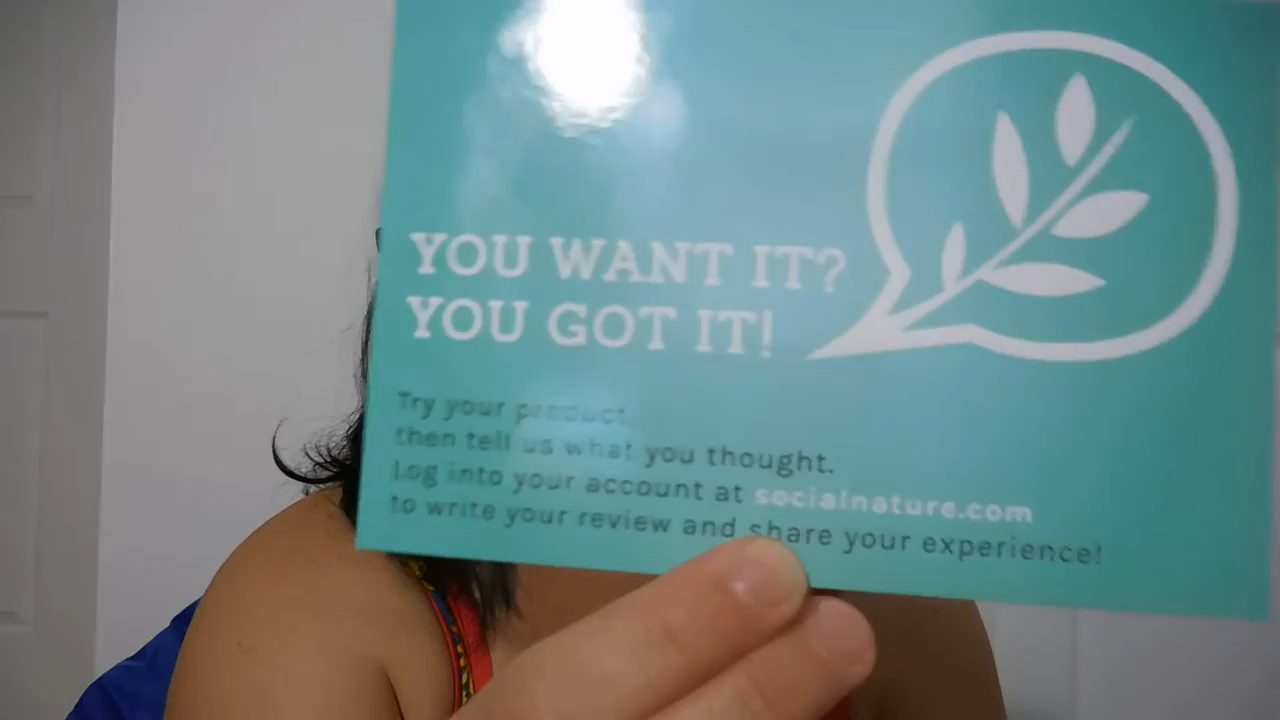 YOU WANT IT?
YOU GOT IT!
Try your product,
then tell us what you thought.
Log into your account at socialnature.com
to write your review and share your experience!